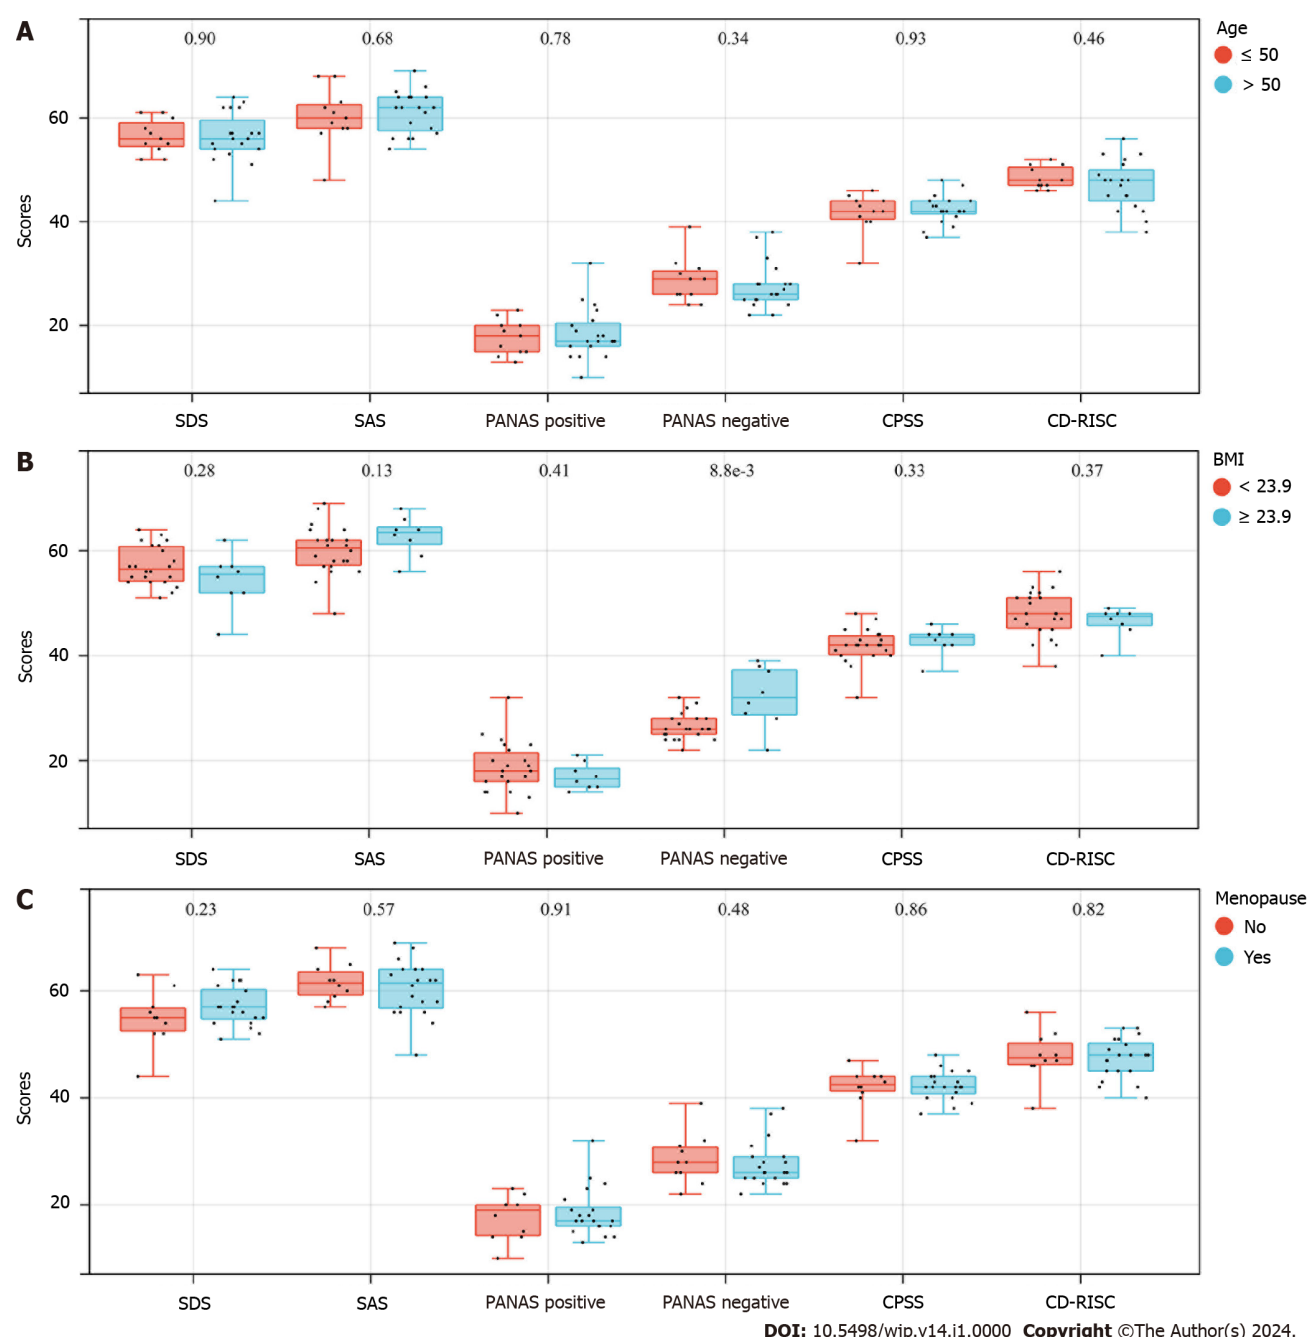 A
0.90 0.68 0.78 0.34 0.93 0.46
Age
≤ 50
> 50
60
40
20
Scores
SDS SAS PANAS positive PANAS negative CPSS CD-RISC
B
0.28 0.13 0.41 8.8e-3 0.33 0.37
BMI
< 23.9
≥ 23.9
60
40
20
Scores
SDS SAS PANAS positive PANAS negative CPSS CD-RISC
C
0.23 0.57 0.91 0.48 0.86 0.82
Menopause
No
Yes
60
40
20
Scores
SDS SAS PANAS positive PANAS negative CPSS CD-RISC
DOI: 10.5498/wjp.v14.i1.0000 Copyright ©The Author(s) 2024.